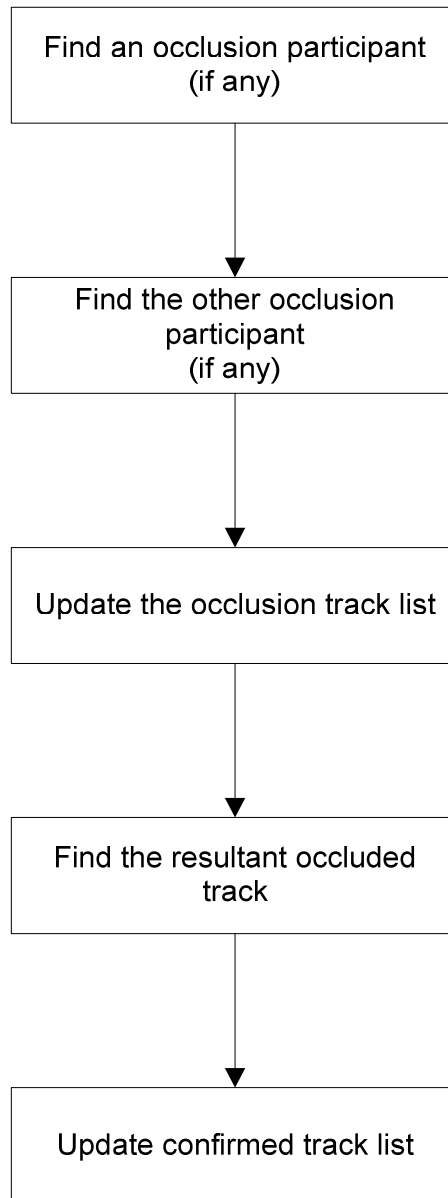 Find an occlusion participant
(if any)
Find the other occlusion
participant
(if any)
Update the occlusion track list
Find the resultant occluded
track
Update confirmed track list